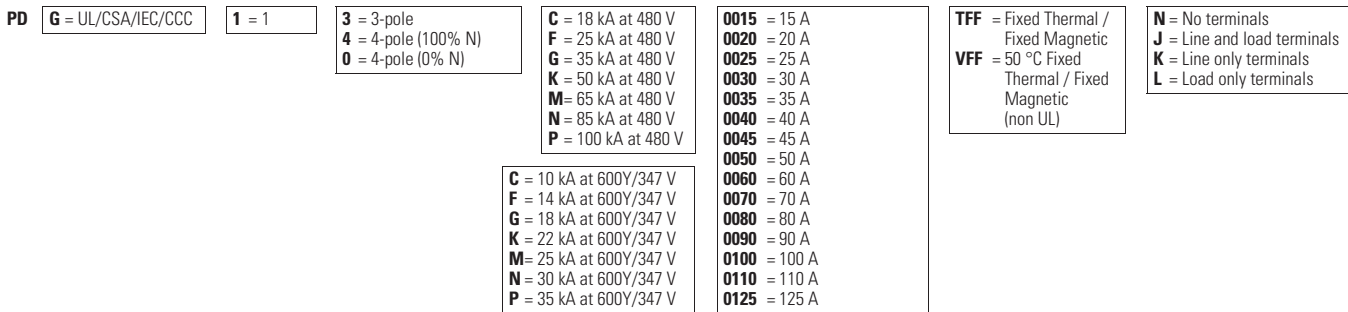 PD
G = UL/CSA/IEC/CCC
1 = 1
3 = 3-pole
4 = 4-pole (100% N)
0 = 4-pole (0% N)
C = 18 kA at 480 V
F = 25 kA at 480 V
G = 35 kA at 480 V
K = 50 kA at 480 V
M= 65 kA at 480 V
N = 85 kA at 480 V
P = 100 kA at 480 V
C = 10 kA at 600Y/347 V
F = 14 kA at 600Y/347 V
G = 18 kA at 600Y/347 V
K = 22 kA at 600Y/347 V
M= 25 kA at 600Y/347 V
N = 30 kA at 600Y/347 V
P = 35 kA at 600Y/347 V
0015 = 15 A
0020 = 20 A
0025 = 25 A
0030 = 30 A
0035 = 35 A
0040 = 40 A
0045 = 45 A
0050 = 50 A
0060 = 60 A
0070 = 70 A
0080 = 80 A
0090 = 90 A
0100 = 100 A
0110 = 110 A
0125 = 125 A
TFF = Fixed Thermal /
Fixed Magnetic
VFF = 50 °C Fixed
Thermal / Fixed
Magnetic
(non UL)
N = No terminals
J = Line and load terminals
K = Line only terminals
L = Load only terminals